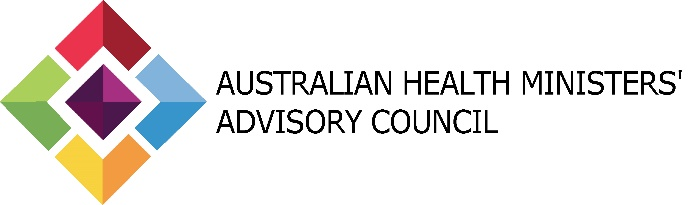 AUSTRALIAN HEALTH MINISTERS'
ADVISORY COUNCIL